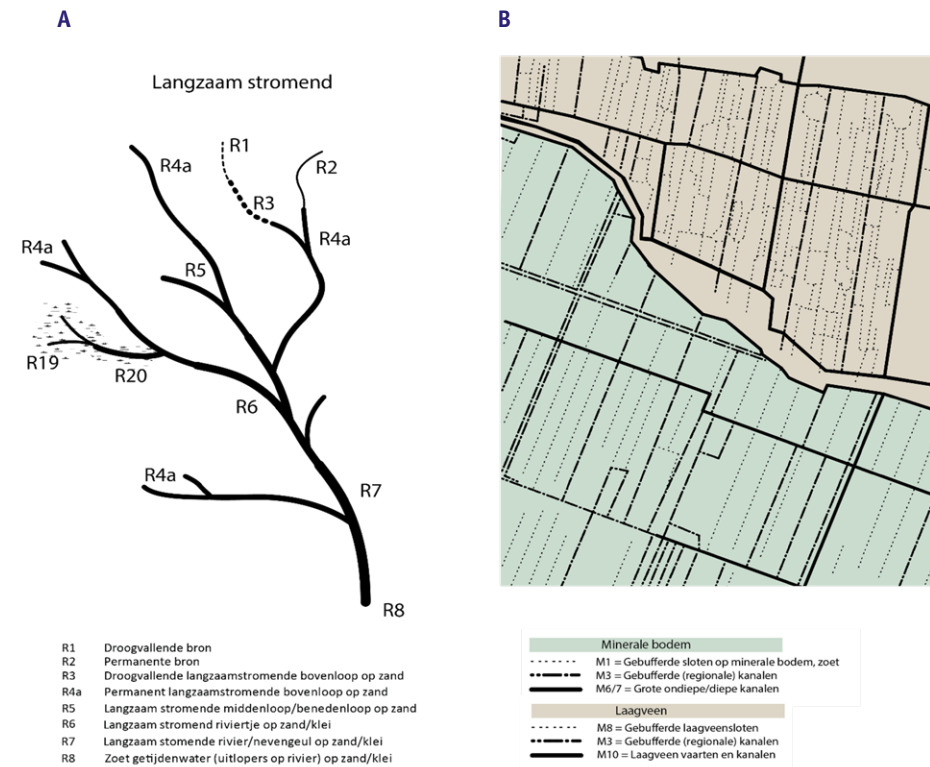 A
Langzaam stromend
R1
R4a
R2
R3
R4a
R4a
R5
R19
R20
R6
R4a
R7
R8
R1 Droogvallende bron
R2 Permanente bron
R3 Droogvallende langzaamstromende bovenloop op zand
R4a Permanent langzaamstromende bovenloop op zand
R5 Langzaam stromende middenloop/benedenloop op zand
R6 Langzaam stromend riviertje op zand/klei
R7 Langzaam stomende rivier/nevengeul op zand/klei
R8 Zoet getijdenwater (uitlopers op rivier) op zand/klei
B
Minerale bodem
M1 = Gebufferde sloten op minerale bodem, zoet
M3 = Gebufferde (regionale) kanalen
M6/7 = Grote ondiepe/diepe kanalen
Laagveen
M8 = Gebufferde laagveensloten
M3 = Gebufferde (regionale) kanalen
M10 = Laagveen vaarten en kanalen